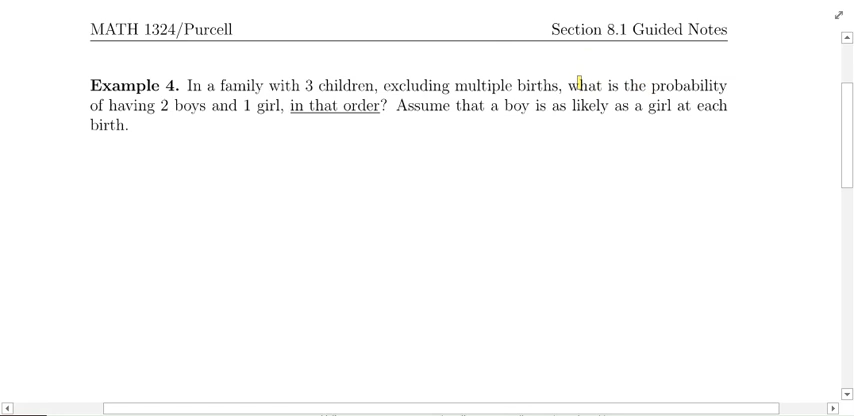 MATH 1324/Purcell Section 8.1 Guided Notes
Example 4. In a family with 3 children, excluding multiple births, what is the probability
of having 2 boys and 1 girl, in that order? Assume that a boy is as likely as a girl at each
birth.